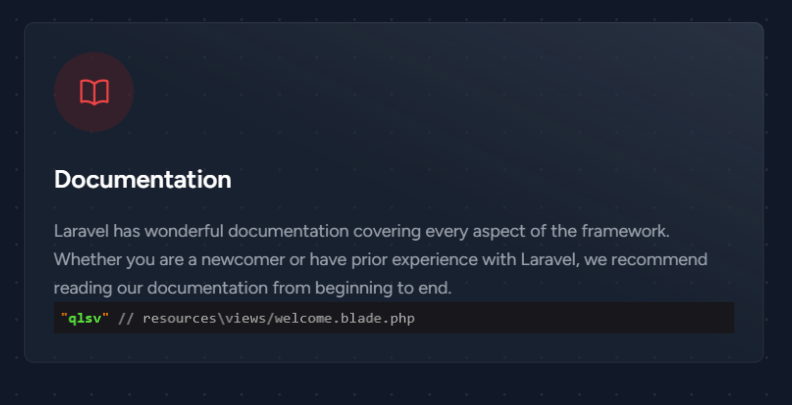 Documentation
Laravel has wonderful documentation covering every aspect of the framework.
Whether you are a newcomer or have prior experience with Laravel, we recommend
reading our documentation from beginning to end.
"qlsv" // resources\views/welcome.blade.php